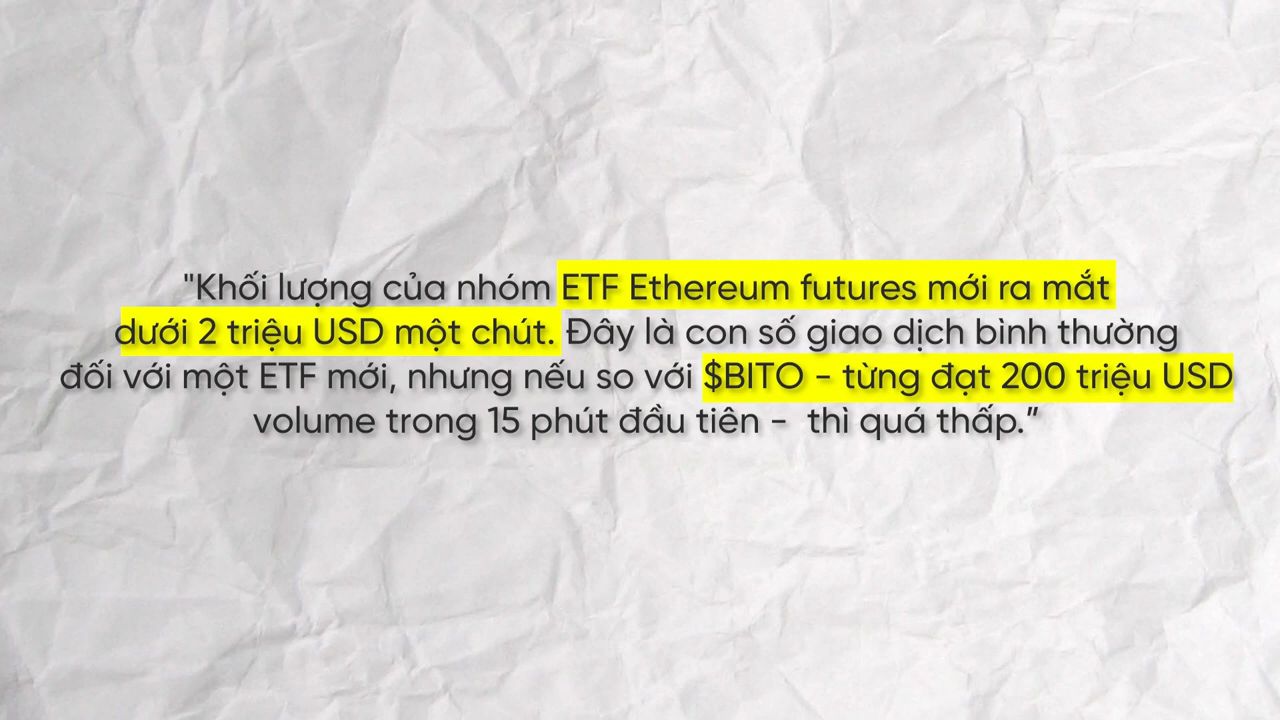 "Khối lượng của nhóm ETF Ethereum futures mới ra mắt
dưới 2 triệu USD một chút. Đây là con số giao dịch bình thường
đối với một ETF mới, nhưng nếu so với $BITO - từng đạt 200 triệu USD
volume trong 15 phút đầu tiên -  thì quá thấp.”